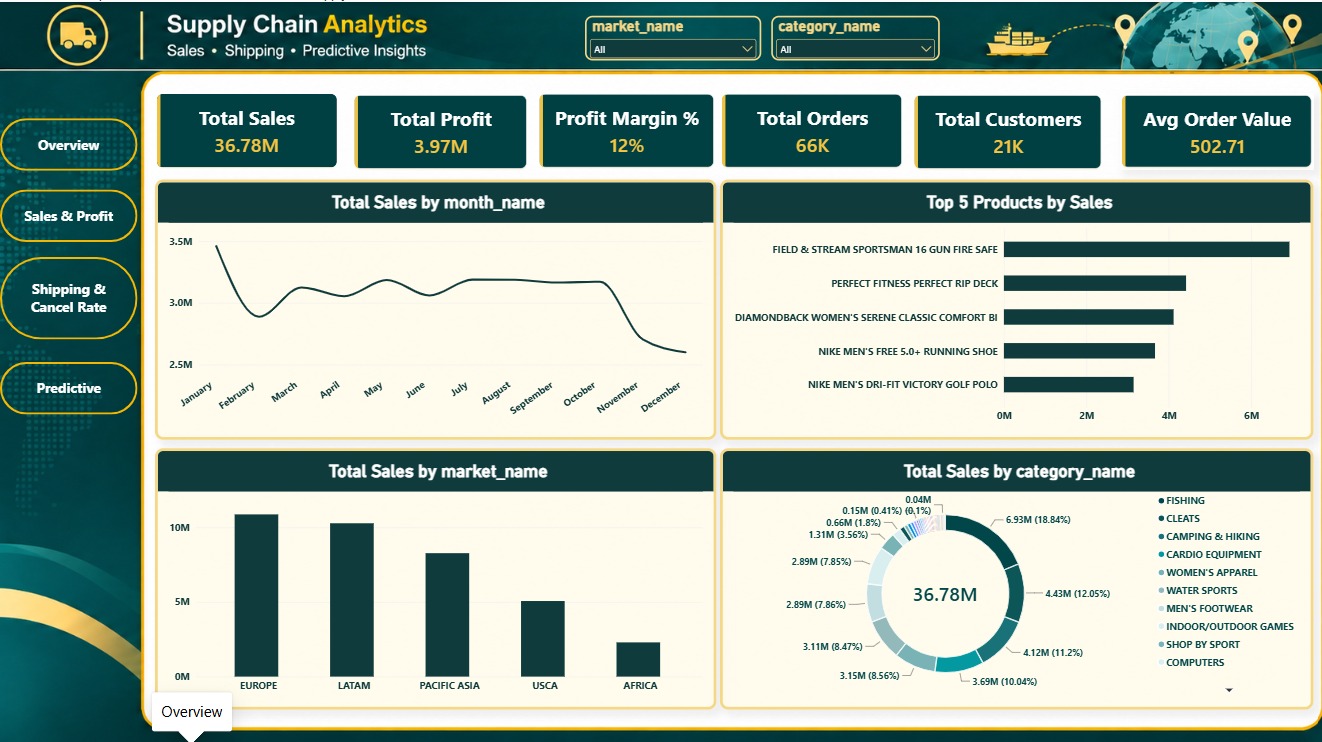 Supply Chain Analytics
Sales • Shipping • Predictive Insights
market_name
All
category_name
All
Overview
Sales & Profit
Shipping &
Cancel Rate
Predictive
Total Sales
36.78M
Total Profit
3.97M
Profit Margin %
12%
Total Orders
66K
Total Customers
21K
Avg Order Value
502.71
Total Sales by month_name
3.5M
3.0M
2.5M
January
February
March
April
May
June
July
August
September
October
November
December
Top 5 Products by Sales
FIELD & STREAM SPORTSMAN 16 GUN FIRE SAFE
PERFECT FITNESS PERFECT RIP DECK
DIAMONDBACK WOMEN'S SERENE CLASSIC COMFORT BI
NIKE MEN'S FREE 5.0+ RUNNING SHOE
NIKE MEN'S DRI-FIT VICTORY GOLF POLO
0M
2M
4M
6M
Total Sales by market_name
10M
5M
0M
EUROPE
LATAM
PACIFIC ASIA
USCA
AFRICA
Total Sales by category_name
0.04M
(0.1%)
0.15M (0.41%)
0.66M (1.8%)
1.31M (3.56%)
2.89M (7.85%)
2.89M (7.86%)
3.11M (8.47%)
3.15M (8.56%)
3.69M (10.04%)
4.12M (11.2%)
4.43M (12.05%)
6.93M (18.84%)
36.78M
FISHING
CLEATS
CAMPING & HIKING
CARDIO EQUIPMENT
WOMEN'S APPAREL
WATER SPORTS
MEN'S FOOTWEAR
INDOOR/OUTDOOR GAMES
SHOP BY SPORT
COMPUTERS
Overview